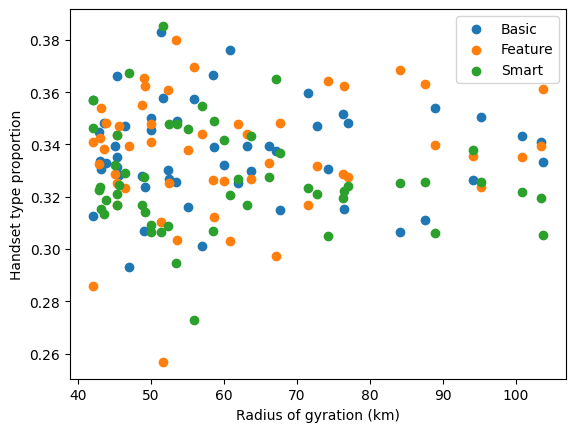 Basic
Feature
Smart
Handset type proportion
0.38
0.36
0.34
0.32
0.30
0.28
0.26
40 50 60 70 80 90 100
Radius of gyration (km)